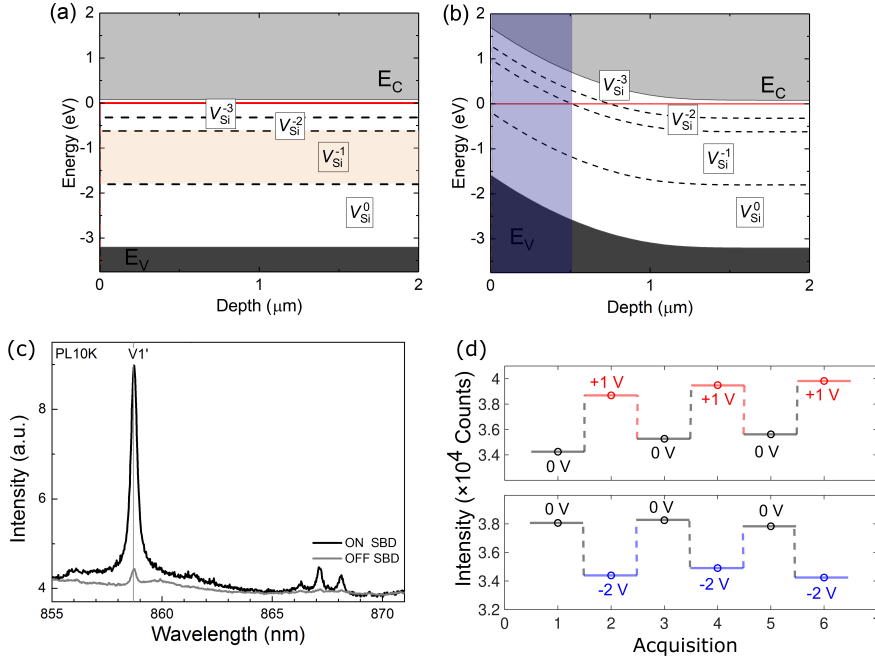 (a)
2
1
0
-1
-2
-3
Energy (eV)
E_C
V_Si^-3
V_Si^-2
V_Si^-1
V_Si^0
E_V
0
1
2
Depth (μm)
(b)
2
1
0
-1
-2
-3
Energy (eV)
E_C
V_Si^-3
V_Si^-2
V_Si^-1
V_Si^0
E_V
0
1
2
Depth (μm)
(c)
PL10K
V1'
8
6
4
Intensity (a.u.)
ON SBD
OFF SBD
855
860
865
870
Wavelength (nm)
(d)
4
3.8
3.6
3.4
+1 V
+1 V
+1 V
0 V
0 V
0 V
Intensity (×10^4 Counts)
3.8
3.6
3.4
3.2
0 V
0 V
0 V
-2 V
-2 V
-2 V
0
1
2
3
4
5
6
7
Acquisition